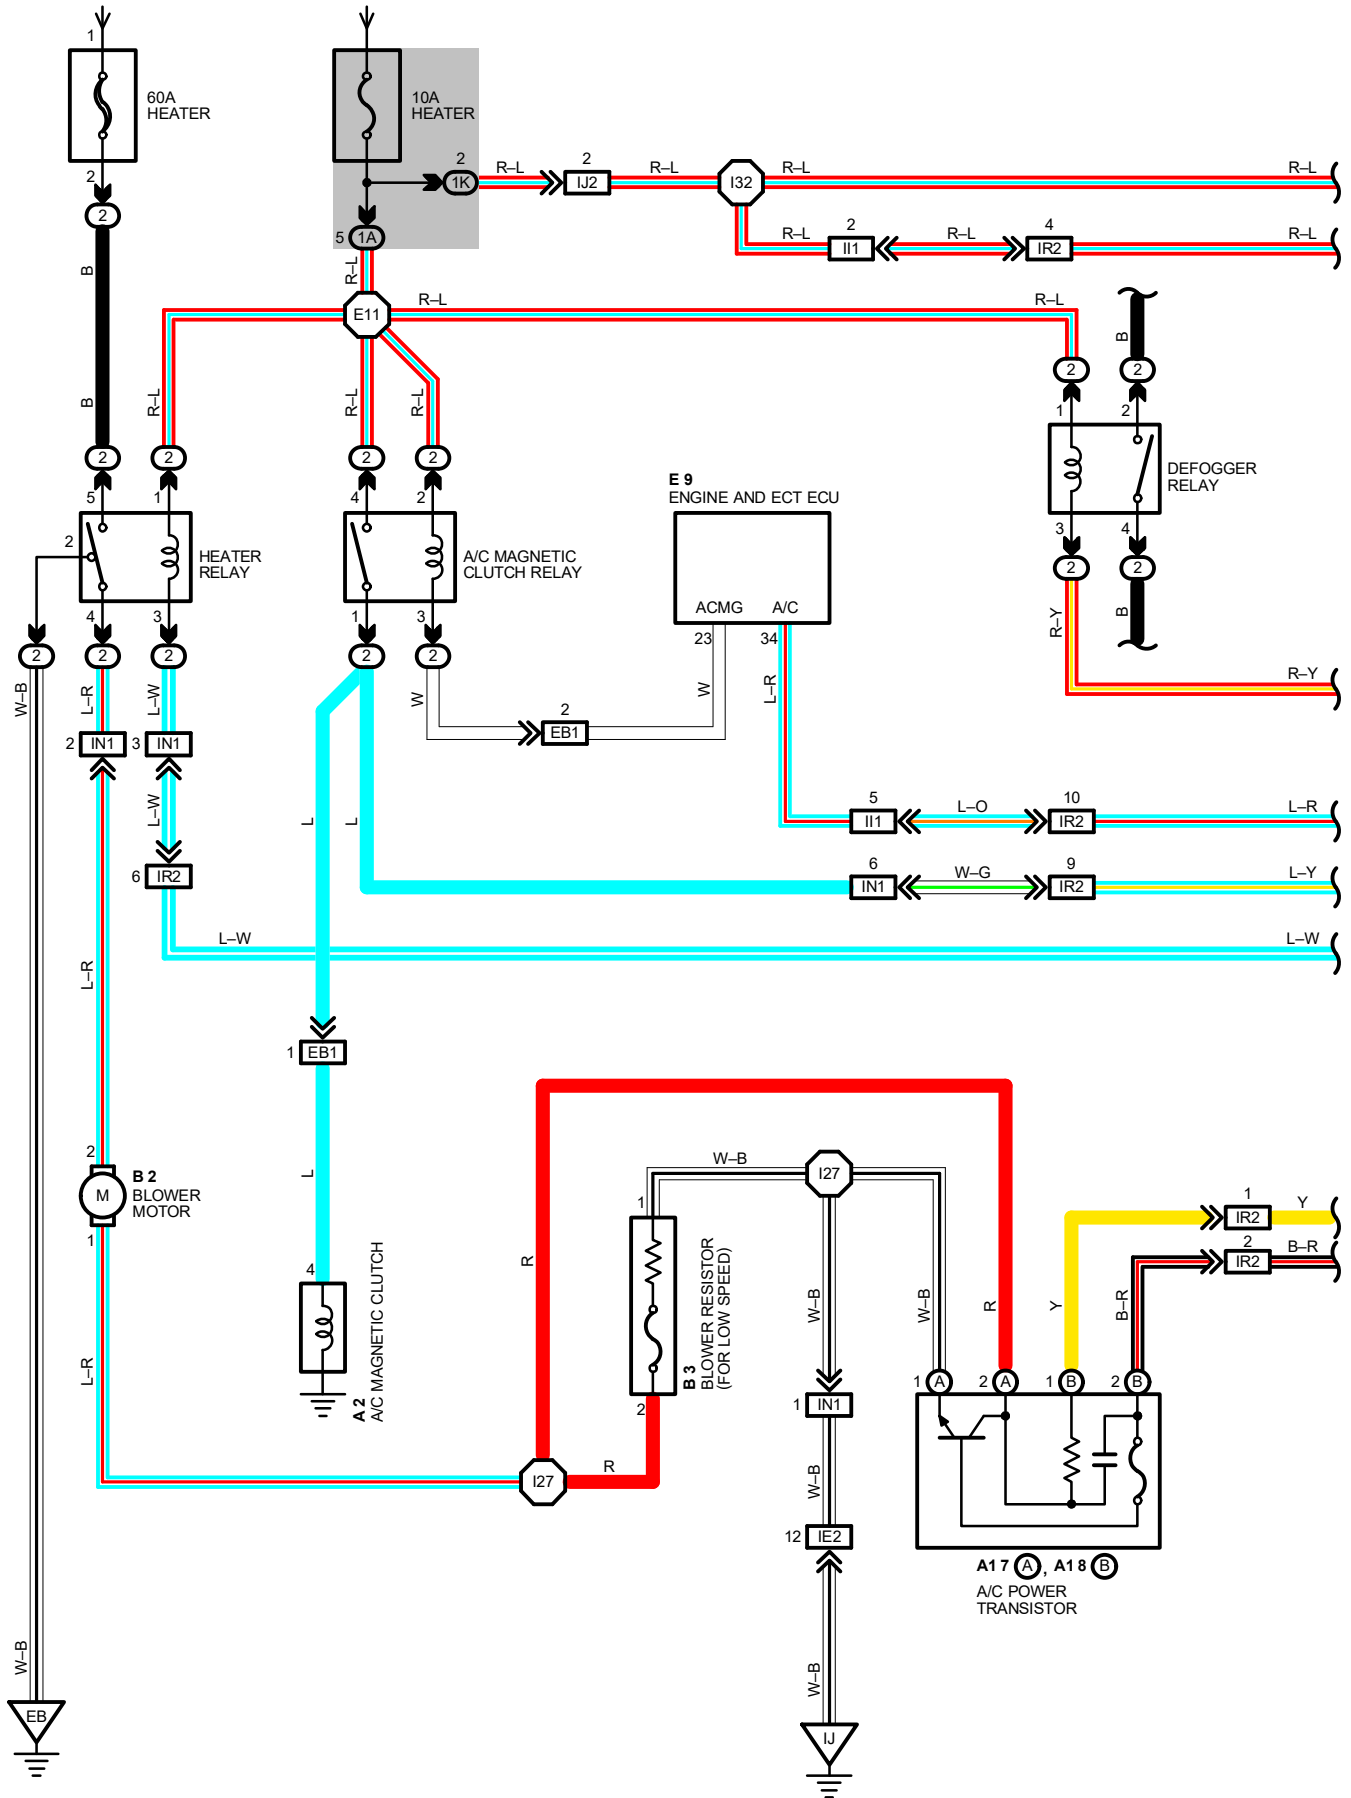 1
60A
HEATER
10A
HEATER
2
2
1K
R–L
2
IJ2
R–L
I32
R–L
R–L
2
5
1A
R–L
2
II1
R–L
4
IR2
R–L
B
R–L
E11
R–L
R–L
B
2
2
B
R–L
R–L
R–L
1
2
2
2
2
2
5
1
4
2
E 9
ENGINE AND ECT ECU
DEFOGGER
RELAY
2
HEATER
RELAY
A/C MAGNETIC
CLUTCH RELAY
3
4
2
2
ACMG
A/C
4
3
1
3
23
34
R–Y
B
2
2
2
2
2
W–B
L–R
L–W
W
W
L–R
R–Y
2
IN1
3
IN1
2
EB1
L–W
L
L
5
II1
L–O
10
IR2
L–R
6
IR2
6
IN1
W–G
9
IR2
L–Y
L–W
L–W
L–R
1
EB1
2
M
B 2
BLOWER
MOTOR
1
L
W–B
I27
1
1
IR2
Y
2
IR2
B–R
4
A 2
A/C MAGNETIC CLUTCH
R
B 3
BLOWER RESISTOR
(FOR LOW SPEED)
W–B
W–B
R
Y
B–R
L–R
1
A
2
A
1
B
2
B
2
1
IN1
I27
R
W–B
12
IE2
A17
A
, A18
B
A/C POWER
TRANSISTOR
W–B
W–B
EB
IJ